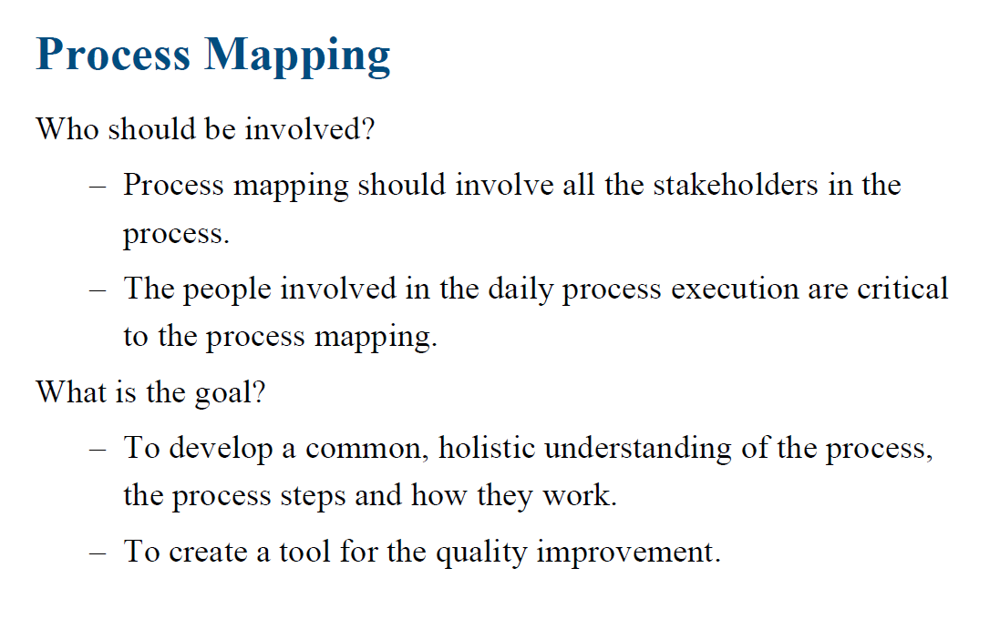 Process Mapping
Who should be involved?
– Process mapping should involve all the stakeholders in the
process.
– The people involved in the daily process execution are critical
to the process mapping.
What is the goal?
– To develop a common, holistic understanding of the process,
the process steps and how they work.
– To create a tool for the quality improvement.